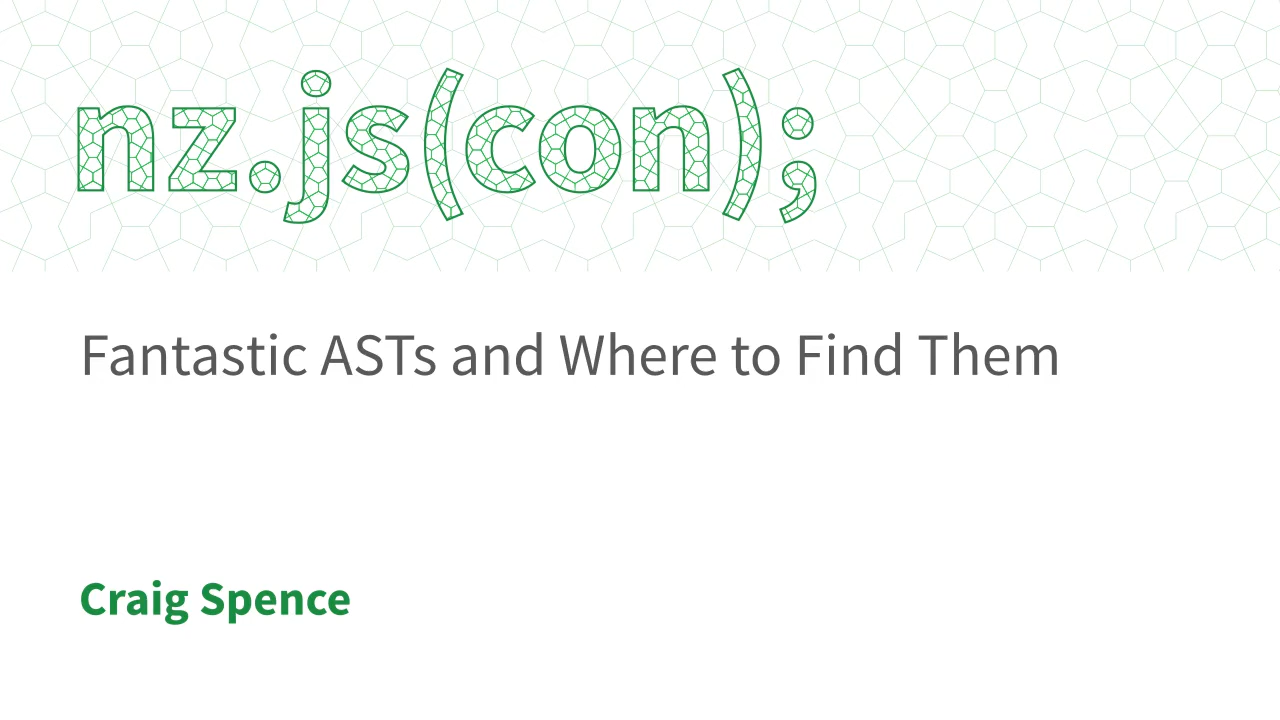 nz.js(con);
Fantastic ASTs and Where to Find Them
Craig Spence